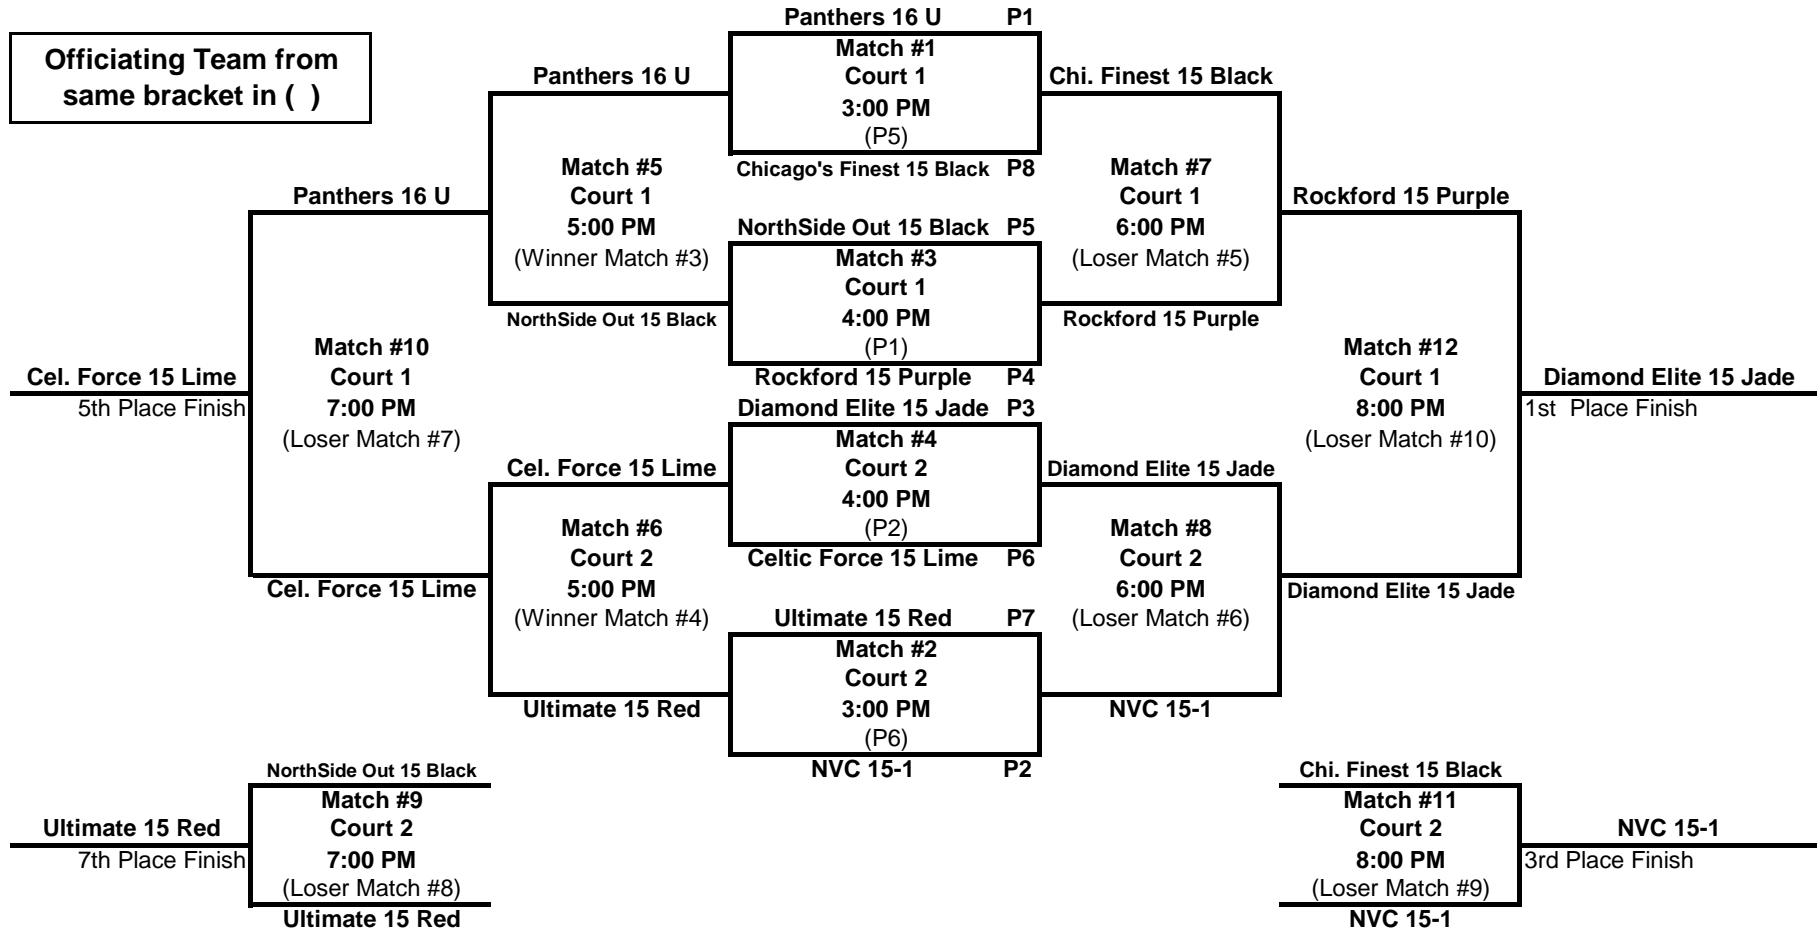 Panthers 16 U P1
Officiating Team from
same bracket in ( )
Match #1
Court 1
3:00 PM
(P5)
Chicago's Finest 15 Black P8
Panthers 16 U
Chi. Finest 15 Black
Match #5
Court 1
5:00 PM
(Winner Match #3)
Match #7
Court 1
6:00 PM
(Loser Match #5)
Panthers 16 U
Rockford 15 Purple
NorthSide Out 15 Black P5
Match #3
Court 1
4:00 PM
(P1)
Rockford 15 Purple P4
NorthSide Out 15 Black
Rockford 15 Purple
Match #10
Court 1
7:00 PM
(Loser Match #7)
Match #12
Court 1
8:00 PM
(Loser Match #10)
Cel. Force 15 Lime
5th Place Finish
Diamond Elite 15 Jade
1st  Place Finish
Diamond Elite 15 Jade P3
Match #4
Court 2
4:00 PM
(P2)
Celtic Force 15 Lime P6
Cel. Force 15 Lime
Diamond Elite 15 Jade
Match #6
Court 2
5:00 PM
(Winner Match #4)
Match #8
Court 2
6:00 PM
(Loser Match #6)
Cel. Force 15 Lime
Diamond Elite 15 Jade
Ultimate 15 Red P7
Match #2
Court 2
3:00 PM
(P6)
NVC 15-1 P2
Ultimate 15 Red
NVC 15-1
NorthSide Out 15 Black
Match #9
Court 2
7:00 PM
(Loser Match #8)
Ultimate 15 Red
Ultimate 15 Red
7th Place Finish
Chi. Finest 15 Black
Match #11
Court 2
8:00 PM
(Loser Match #9)
NVC 15-1
NVC 15-1
3rd Place Finish